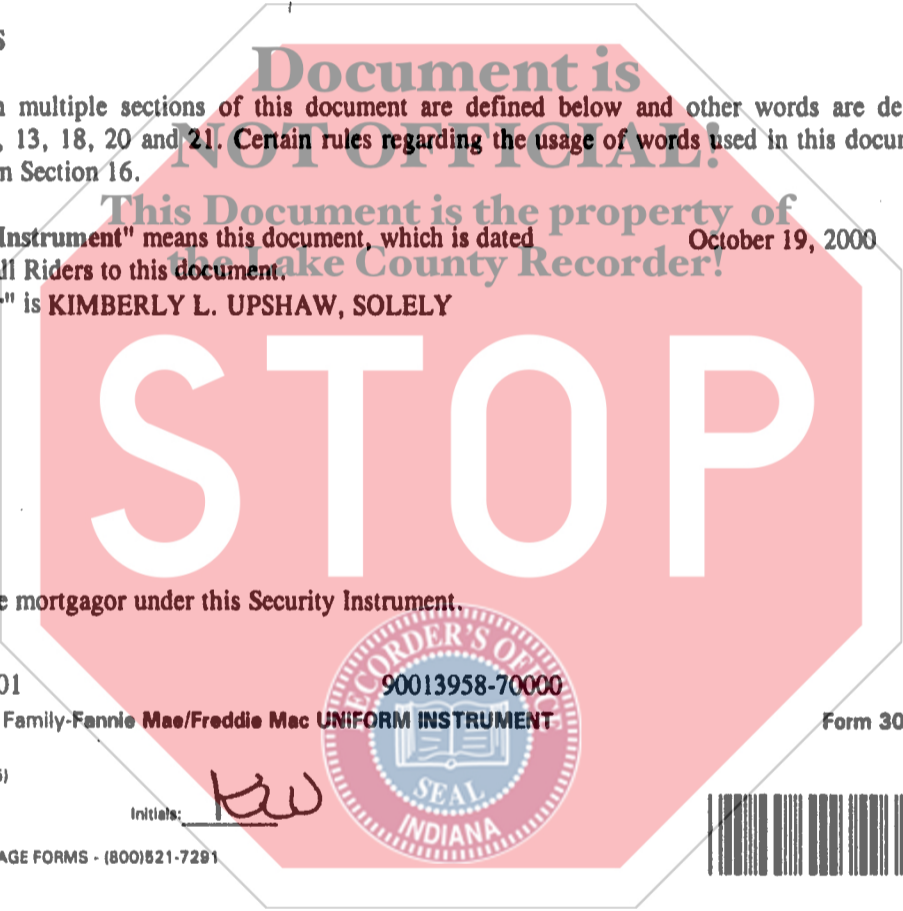 S
Document is
n multiple sections of this document are defined below and other words are de
, 13, 18, 20 and 21. Certain rules regarding the usage of words used in this docum
NOT OFFICIAL!
n Section 16.
This Document is the property of
Instrument" means this document, which is dated October 19, 2000
the Lake County Recorder!
ll Riders to this document.
" is KIMBERLY L. UPSHAW, SOLELY
STOP
e mortgagor under this Security Instrument.
RECORDER'S OFFICE
01 90013958-70000
Family-Fannie Mae/Freddie Mac UNIFORM INSTRUMENT Form 30
SEAL
INDIANA
Initials:
AGE FORMS - (800)521-7291